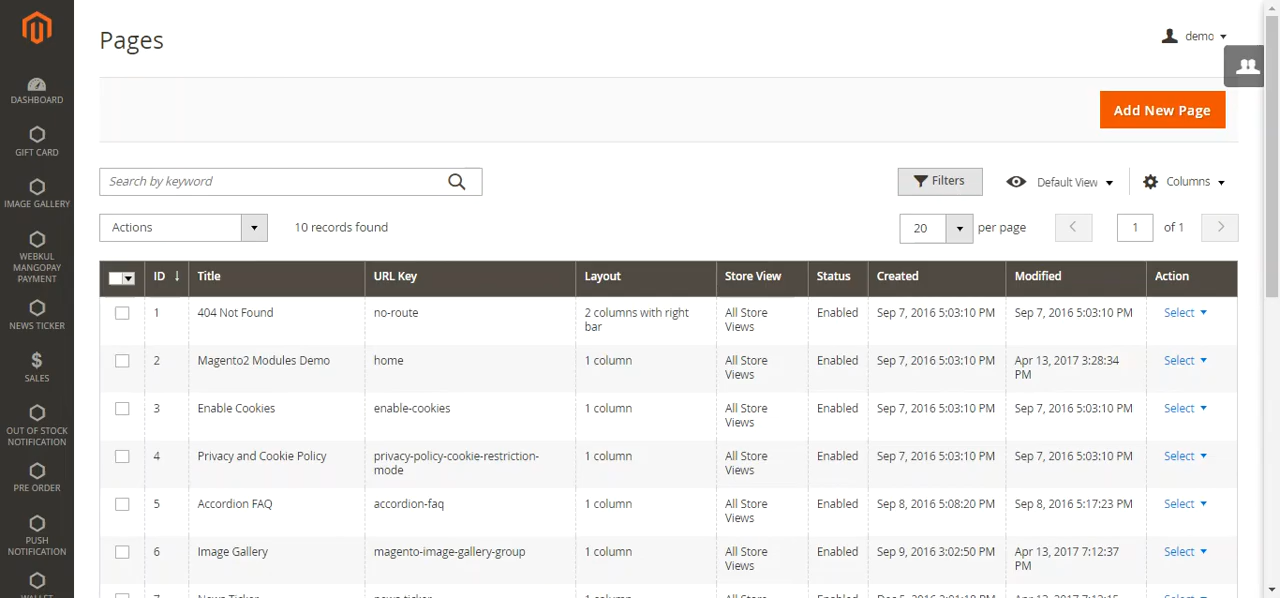 Pages
demo
DASHBOARD
GIFT CARD
IMAGE GALLERY
WEBKUL
MANGOPAY
PAYMENT
NEWS TICKER
$
SALES
OUT OF STOCK
NOTIFICATION
PRE ORDER
PUSH
NOTIFICATION
Add New Page
Search by keyword
Filters
Default View
Columns
Actions
10 records found
20 per page
1 of 1
ID ↓ Title URL Key Layout Store View Status Created Modified Action
1 404 Not Found no-route 2 columns with right All Store Enabled Sep 7, 2016 5:03:10 PM Sep 7, 2016 5:03:10 PM Select
bar Views
2 Magento2 Modules Demo home 1 column All Store Enabled Sep 7, 2016 5:03:10 PM Apr 13, 2017 3:28:34 Select
Views PM
3 Enable Cookies enable-cookies 1 column All Store Enabled Sep 7, 2016 5:03:10 PM Sep 7, 2016 5:03:10 PM Select
Views
4 Privacy and Cookie Policy privacy-policy-cookie-restriction- 1 column All Store Enabled Sep 7, 2016 5:03:10 PM Sep 7, 2016 5:03:10 PM Select
mode Views
5 Accordion FAQ accordion-faq 1 column All Store Enabled Sep 8, 2016 5:08:20 PM Sep 8, 2016 5:17:23 PM Select
Views
6 Image Gallery magento-image-gallery-group 1 column All Store Enabled Sep 9, 2016 3:02:50 PM Apr 13, 2017 7:12:37 Select
Views PM